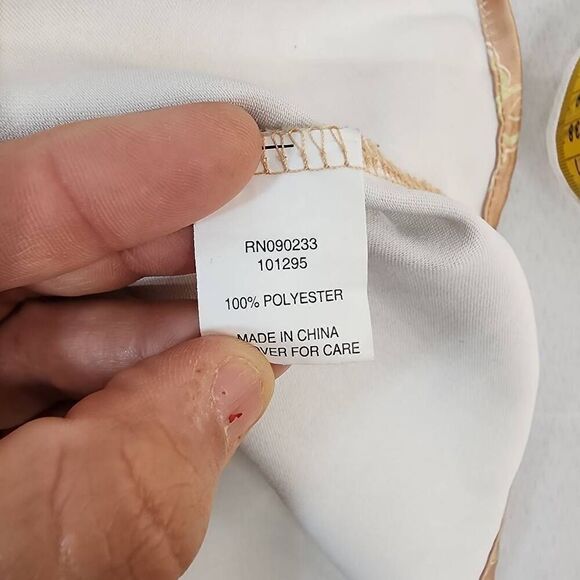 RN090233
101295
100% POLYESTER
MADE IN CHINA
FOR CARE